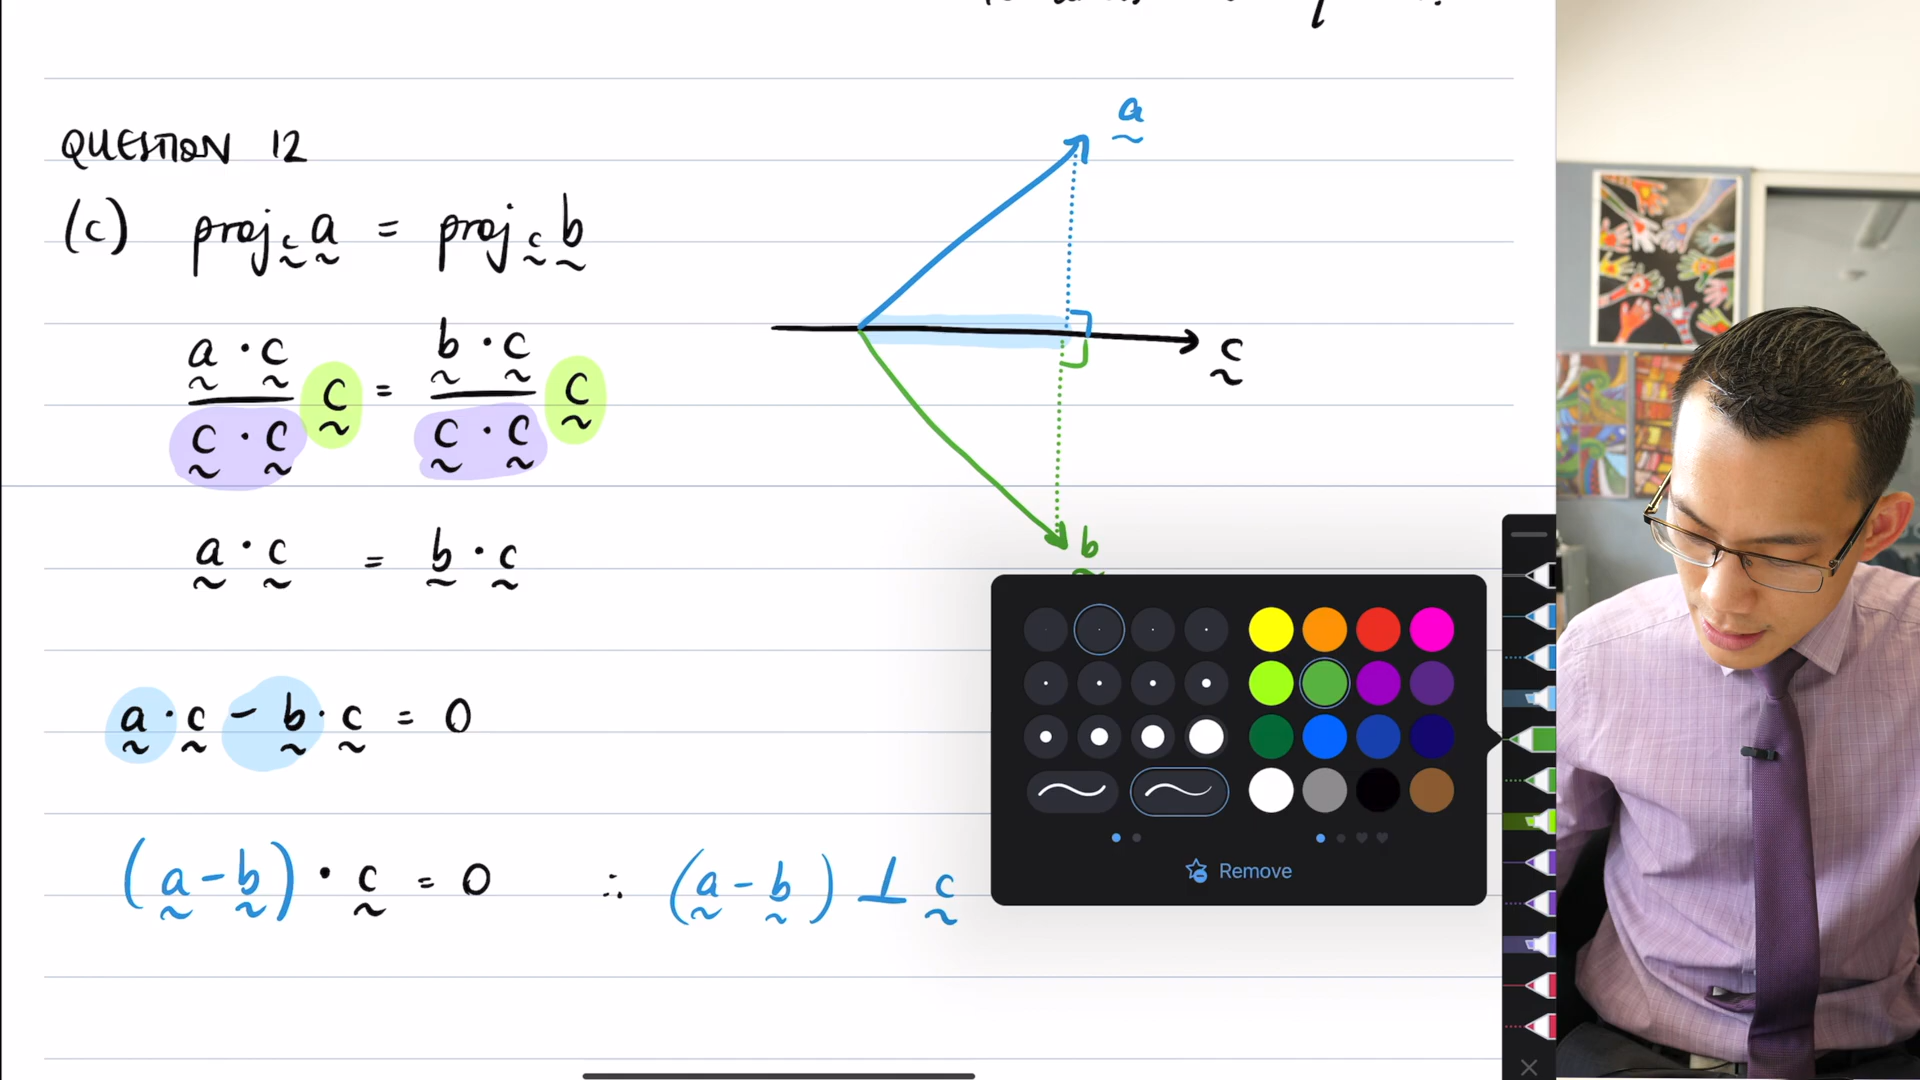 QUESTION 12
(c) proj_c̰ a̰ = proj_c̰ b̰
a̰ · c̰ / c̰ · c̰ c̰ = b̰ · c̰ / c̰ · c̰ c̰
a̰ · c̰ = b̰ · c̰
a̰ · c̰ − b̰ · c̰ = 0
(a̰ − b̰) · c̰ = 0 ∴ (a̰ − b̰) ⊥ c̰
a̰
c̰
b̰
Remove